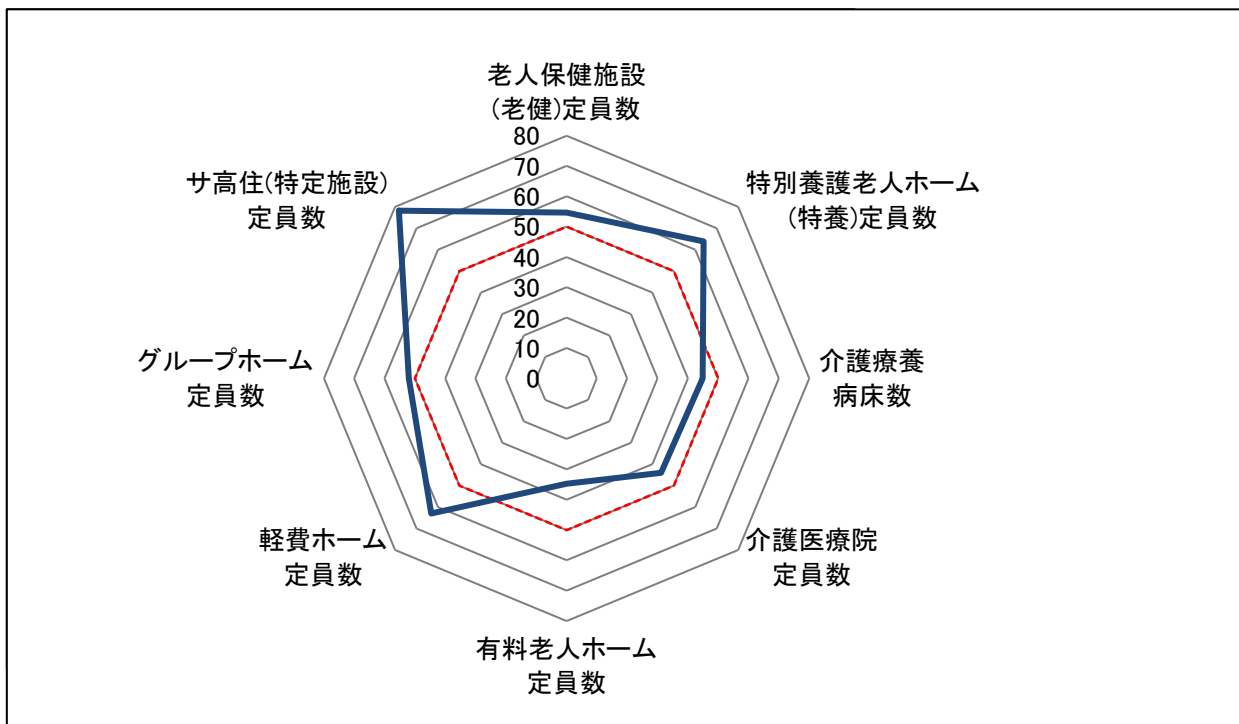 老人保健施設
(老健)定員数
特別養護老人ホーム
(特養)定員数
介護療養
病床数
介護医療院
定員数
有料老人ホーム
定員数
軽費ホーム
定員数
グループホーム
定員数
サ高住(特定施設)
定員数
80
70
60
50
40
30
20
10
0